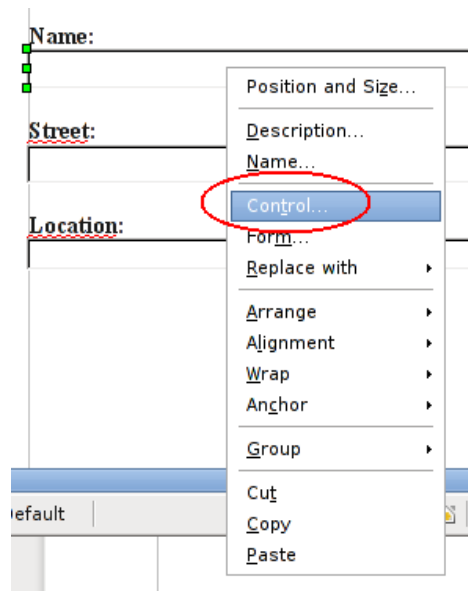 Name:
Position and Size...
Street:
Description...
Name...
Control...
Location:
Form...
Replace with
Arrange
Alignment
Wrap
Anchor
Group
Cut
efault
Copy
Paste